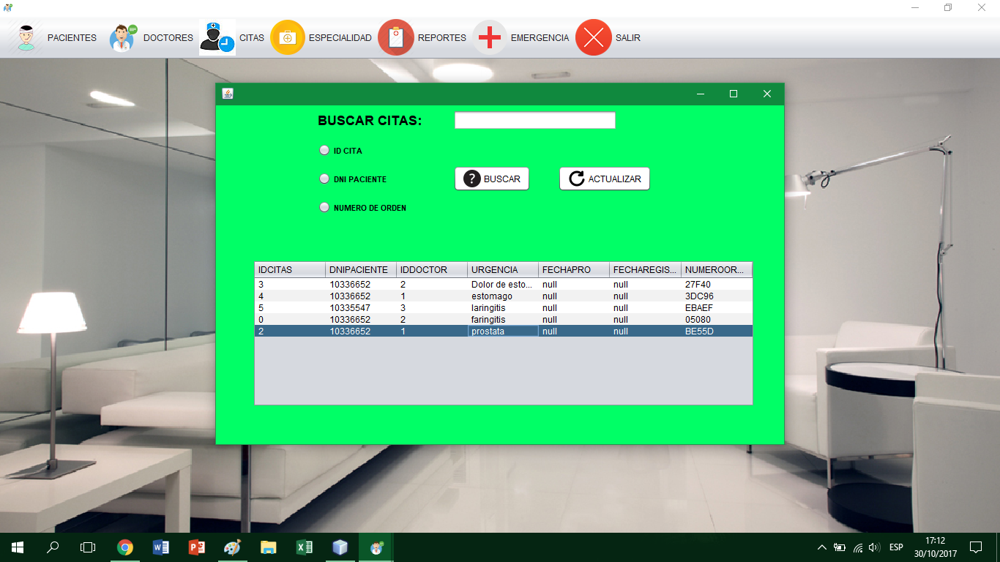 PACIENTES DOCTORES CITAS ESPECIALIDAD REPORTES EMERGENCIA SALIR
BUSCAR CITAS:
ID CITA
DNI PACIENTE
? BUSCAR ACTUALIZAR
NUMERO DE ORDEN
IDCITAS DNIPACIENTE IDDOCTOR URGENCIA FECHAPRO FECHAREGIS... NUMEROOR...
3 10336652 2 Dolor de esto... null null 27F40
4 10336652 1 estomago null null 3DC96
5 10335547 3 laringitis null null EBAEF
0 10336652 2 faringitis null null 05080
2 10336652 1 prostata null null BE55D
ESP
17:12
30/10/2017